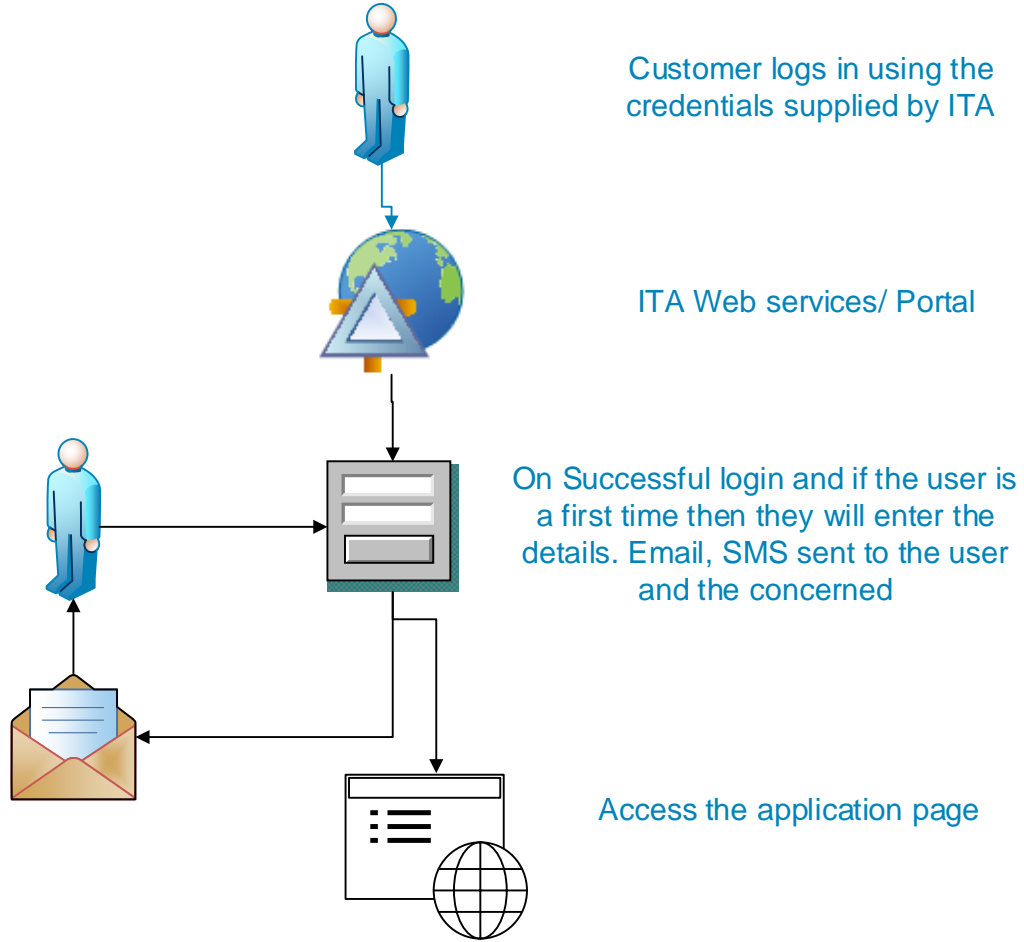 Customer logs in using the
credentials supplied by ITA
ITA Web services/ Portal
On Successful login and if the user is
a first time then they will enter the
details. Email, SMS sent to the user
and the concerned
Access the application page